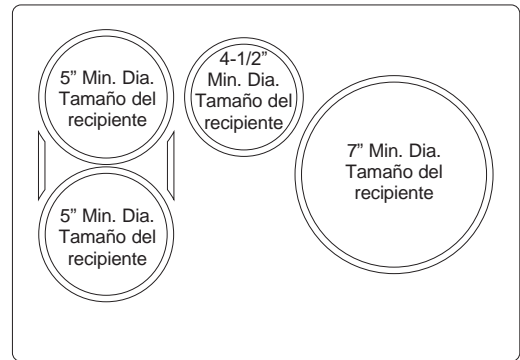 5” Min. Dia.
Tamaño del
recipiente
4-1/2”
Min. Dia.
Tamaño del
recipiente
7” Min. Dia.
Tamaño del
recipiente
5” Min. Dia.
Tamaño del
recipiente